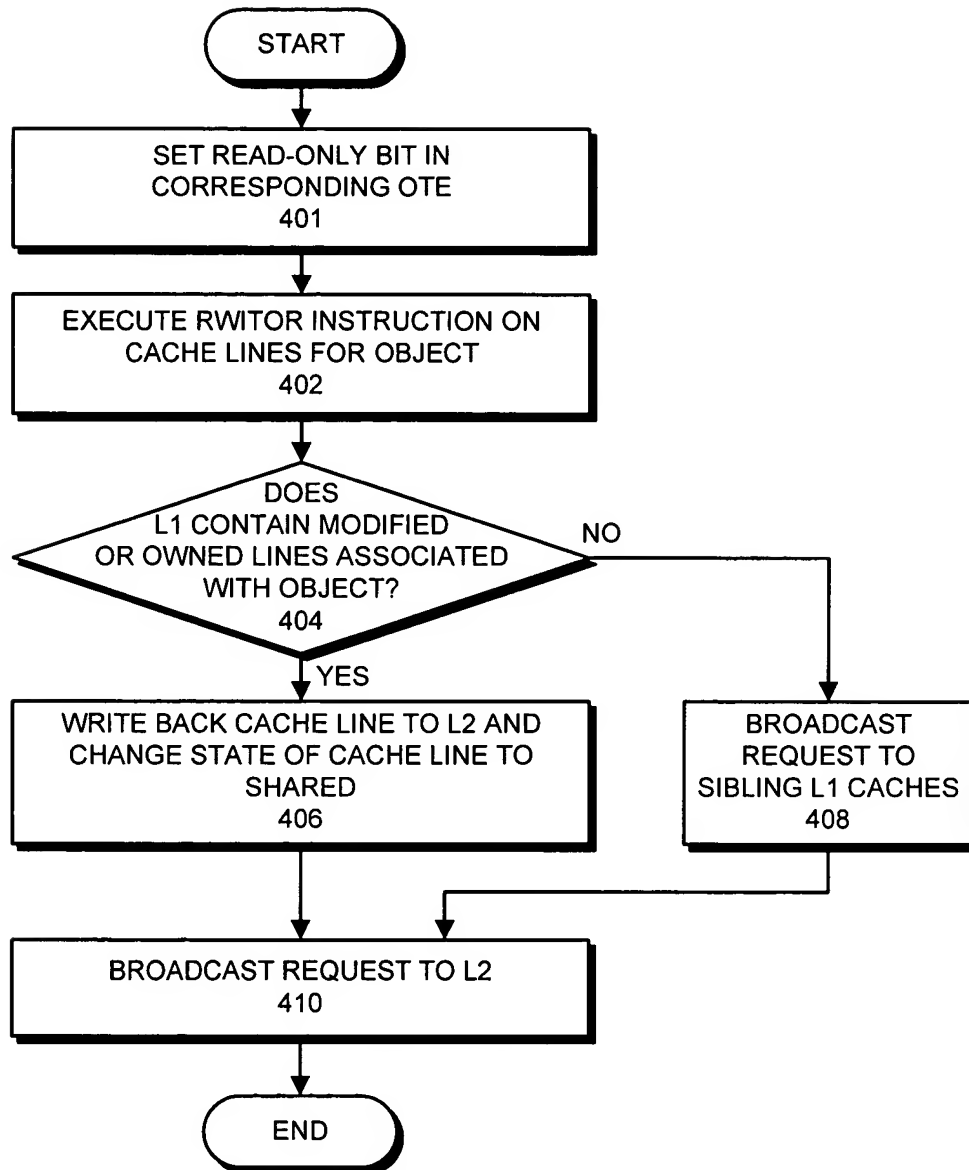 START
SET READ-ONLY BIT IN
CORRESPONDING OTE
401
EXECUTE RWITOR INSTRUCTION ON
CACHE LINES FOR OBJECT
402
DOES
L1 CONTAIN MODIFIED
OR OWNED LINES ASSOCIATED
WITH OBJECT?
404
NO
YES
WRITE BACK CACHE LINE TO L2 AND
CHANGE STATE OF CACHE LINE TO
SHARED
406
BROADCAST
REQUEST TO
SIBLING L1 CACHES
408
BROADCAST REQUEST TO L2
410
END